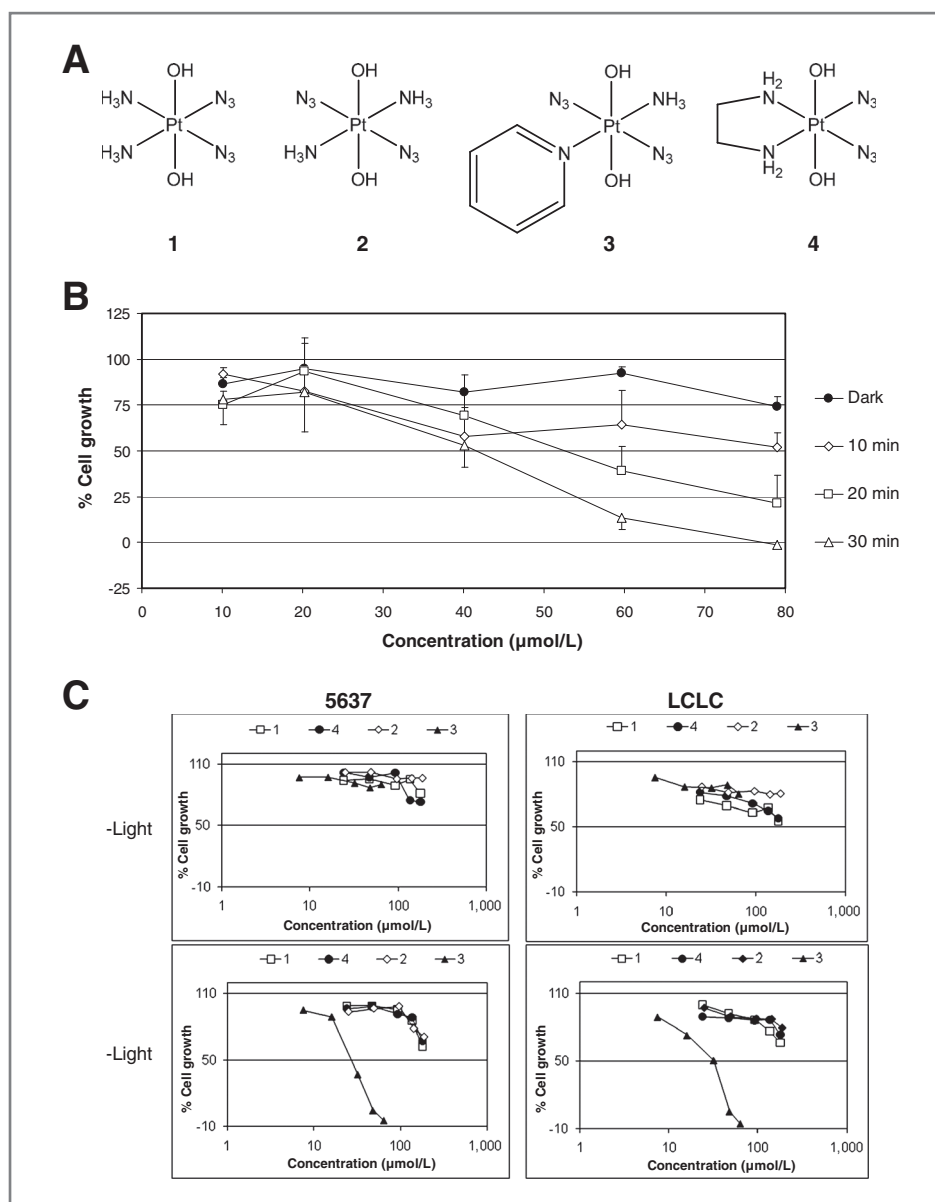 A
OH
H3N
N3
Pt
H3N
N3
OH
1
OH
N3
NH3
Pt
H3N
N3
OH
2
OH
N3
NH3
Pt
N
N3
OH
3
OH
H2
N
N3
Pt
N
H2
N3
OH
4
B
125
100
75
50
25
0
-25
% Cell growth
0 10 20 30 40 50 60 70 80
Concentration (µmol/L)
Dark
10 min
20 min
30 min
C
5637
LCLC
-Light
1 4 2 3
110
50
-10
% Cell growth
1 10 100 1,000
Concentration (µmol/L)
1 4 2 3
110
50
-10
% Cell growth
1 10 100 1,000
Concentration (µmol/L)
-Light
1 4 2 3
110
50
-10
% Cell growth
1 10 100 1,000
Concentration (µmol/L)
1 4 2 3
110
50
-10
% Cell growth
1 10 100 1,000
Concentration (µmol/L)